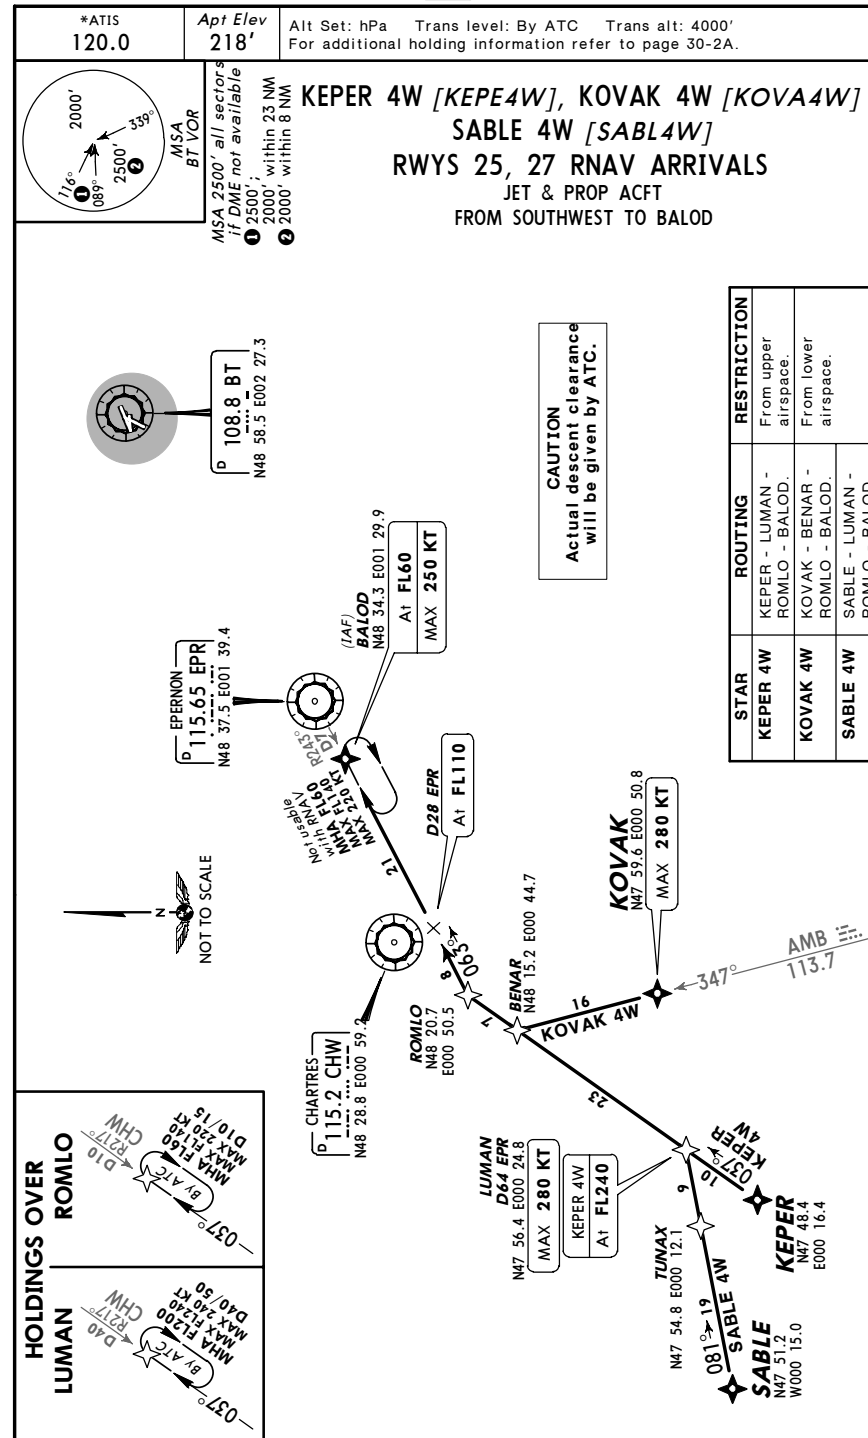 *ATIS
120.0
Apt Elev
218'
Alt Set: hPa Trans level: By ATC Trans alt: 4000'
For additional holding information refer to page 30-2A.
2000'
339°
116°
1
089°
2500'
2
MSA
BT VOR
MSA 2500' all sectors
if DME not available
1 2500';
2000' within 23 NM
2 2000' within 8 NM
KEPER 4W [KEPE4W], KOVAK 4W [KOVA4W]
SABLE 4W [SABL4W]
RWYS 25, 27 RNAV ARRIVALS
JET & PROP ACFT
FROM SOUTHWEST TO BALOD
D
108.8 BT
N48 58.5 E002 27.3
CAUTION
Actual descent clearance
will be given by ATC.
STAR ROUTING RESTRICTION
KEPER 4W KEPER - LUMAN - From upper
ROMLO - BALOD. airspace.
KOVAK 4W KOVAK - BENAR - From lower
ROMLO - BALOD. airspace.
SABLE 4W SABLE - LUMAN -
ROMLO - BALOD.
EPERNON
D
115.65 EPR
N48 37.5 E001 39.4
(IAF)
BALOD
N48 34.3 E001 29.9
At FL60
MAX 250 KT
R243°
D7
Not usable
with RNAV
MHA FL60
MAX FL140
MAX 220 KT
21
D28 EPR
At FL110
N
NOT TO SCALE
CHARTRES
D
115.2 CHW
N48 28.8 E000 59.2
063°
8
ROMLO
N48 20.7
E000 50.5
7
BENAR
N48 15.2 E000 44.7
16
KOVAK 4W
KOVAK
N47 59.6 E000 50.8
MAX 280 KT
347°
AMB
113.7
23
LUMAN
D64 EPR
N47 56.4 E000 24.8
MAX 280 KT
KEPER 4W
At FL240
10
037°
KEPER
4W
KEPER
N47 48.4
E000 16.4
9
TUNAX
N47 54.8 E000 12.1
081°
19
SABLE 4W
SABLE
N47 51.2
W000 15.0
HOLDINGS OVER
LUMAN
D40
R217°
CHW
By ATC
037°
MHA FL200
MAX FL240
MAX 240 KT
D40/50
ROMLO
D10
R217°
CHW
By ATC
037°
MHA FL60
MAX FL140
MAX 220 KT
D10/15